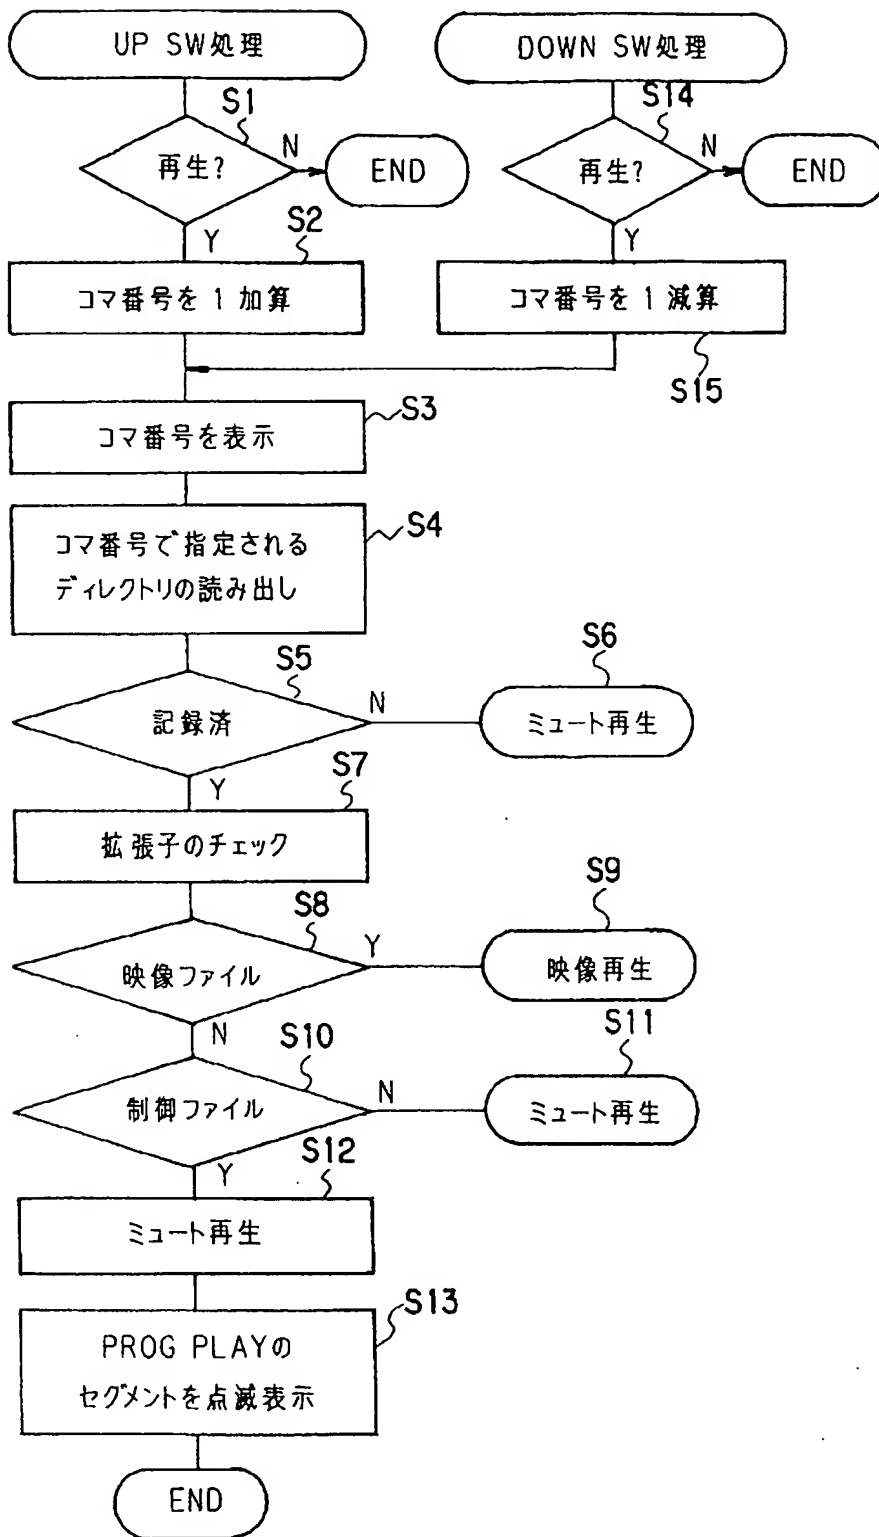 UP SW処理
DOWN SW処理
S1
S14
再生?
N
END
再生?
N
END
Y
S2
Y
コマ番号を1加算
コマ番号を1減算
S15
S3
コマ番号を表示
S4
コマ番号で指定される
ディレクトリの読み出し
S5
S6
記録済
N
ミュート再生
Y
S7
拡張子のチェック
S8
S9
映像ファイル
Y
映像再生
N
S10
S11
制御ファイル
N
ミュート再生
Y
S12
ミュート再生
S13
PROG PLAYの
セグメントを点滅表示
END